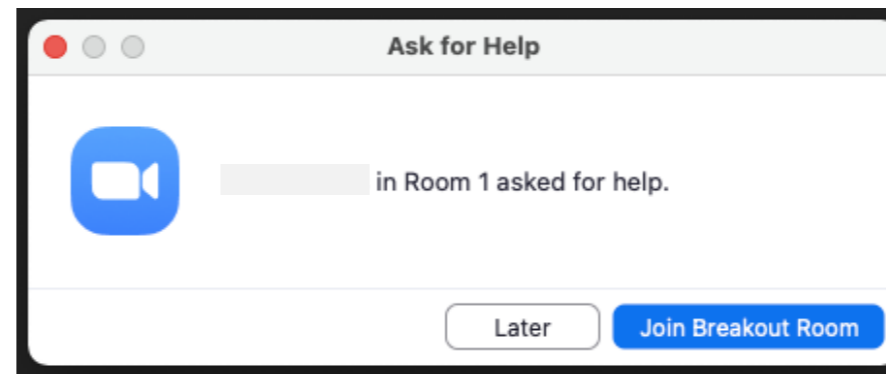 Ask for Help
in Room 1 asked for help.
Later
Join Breakout Room